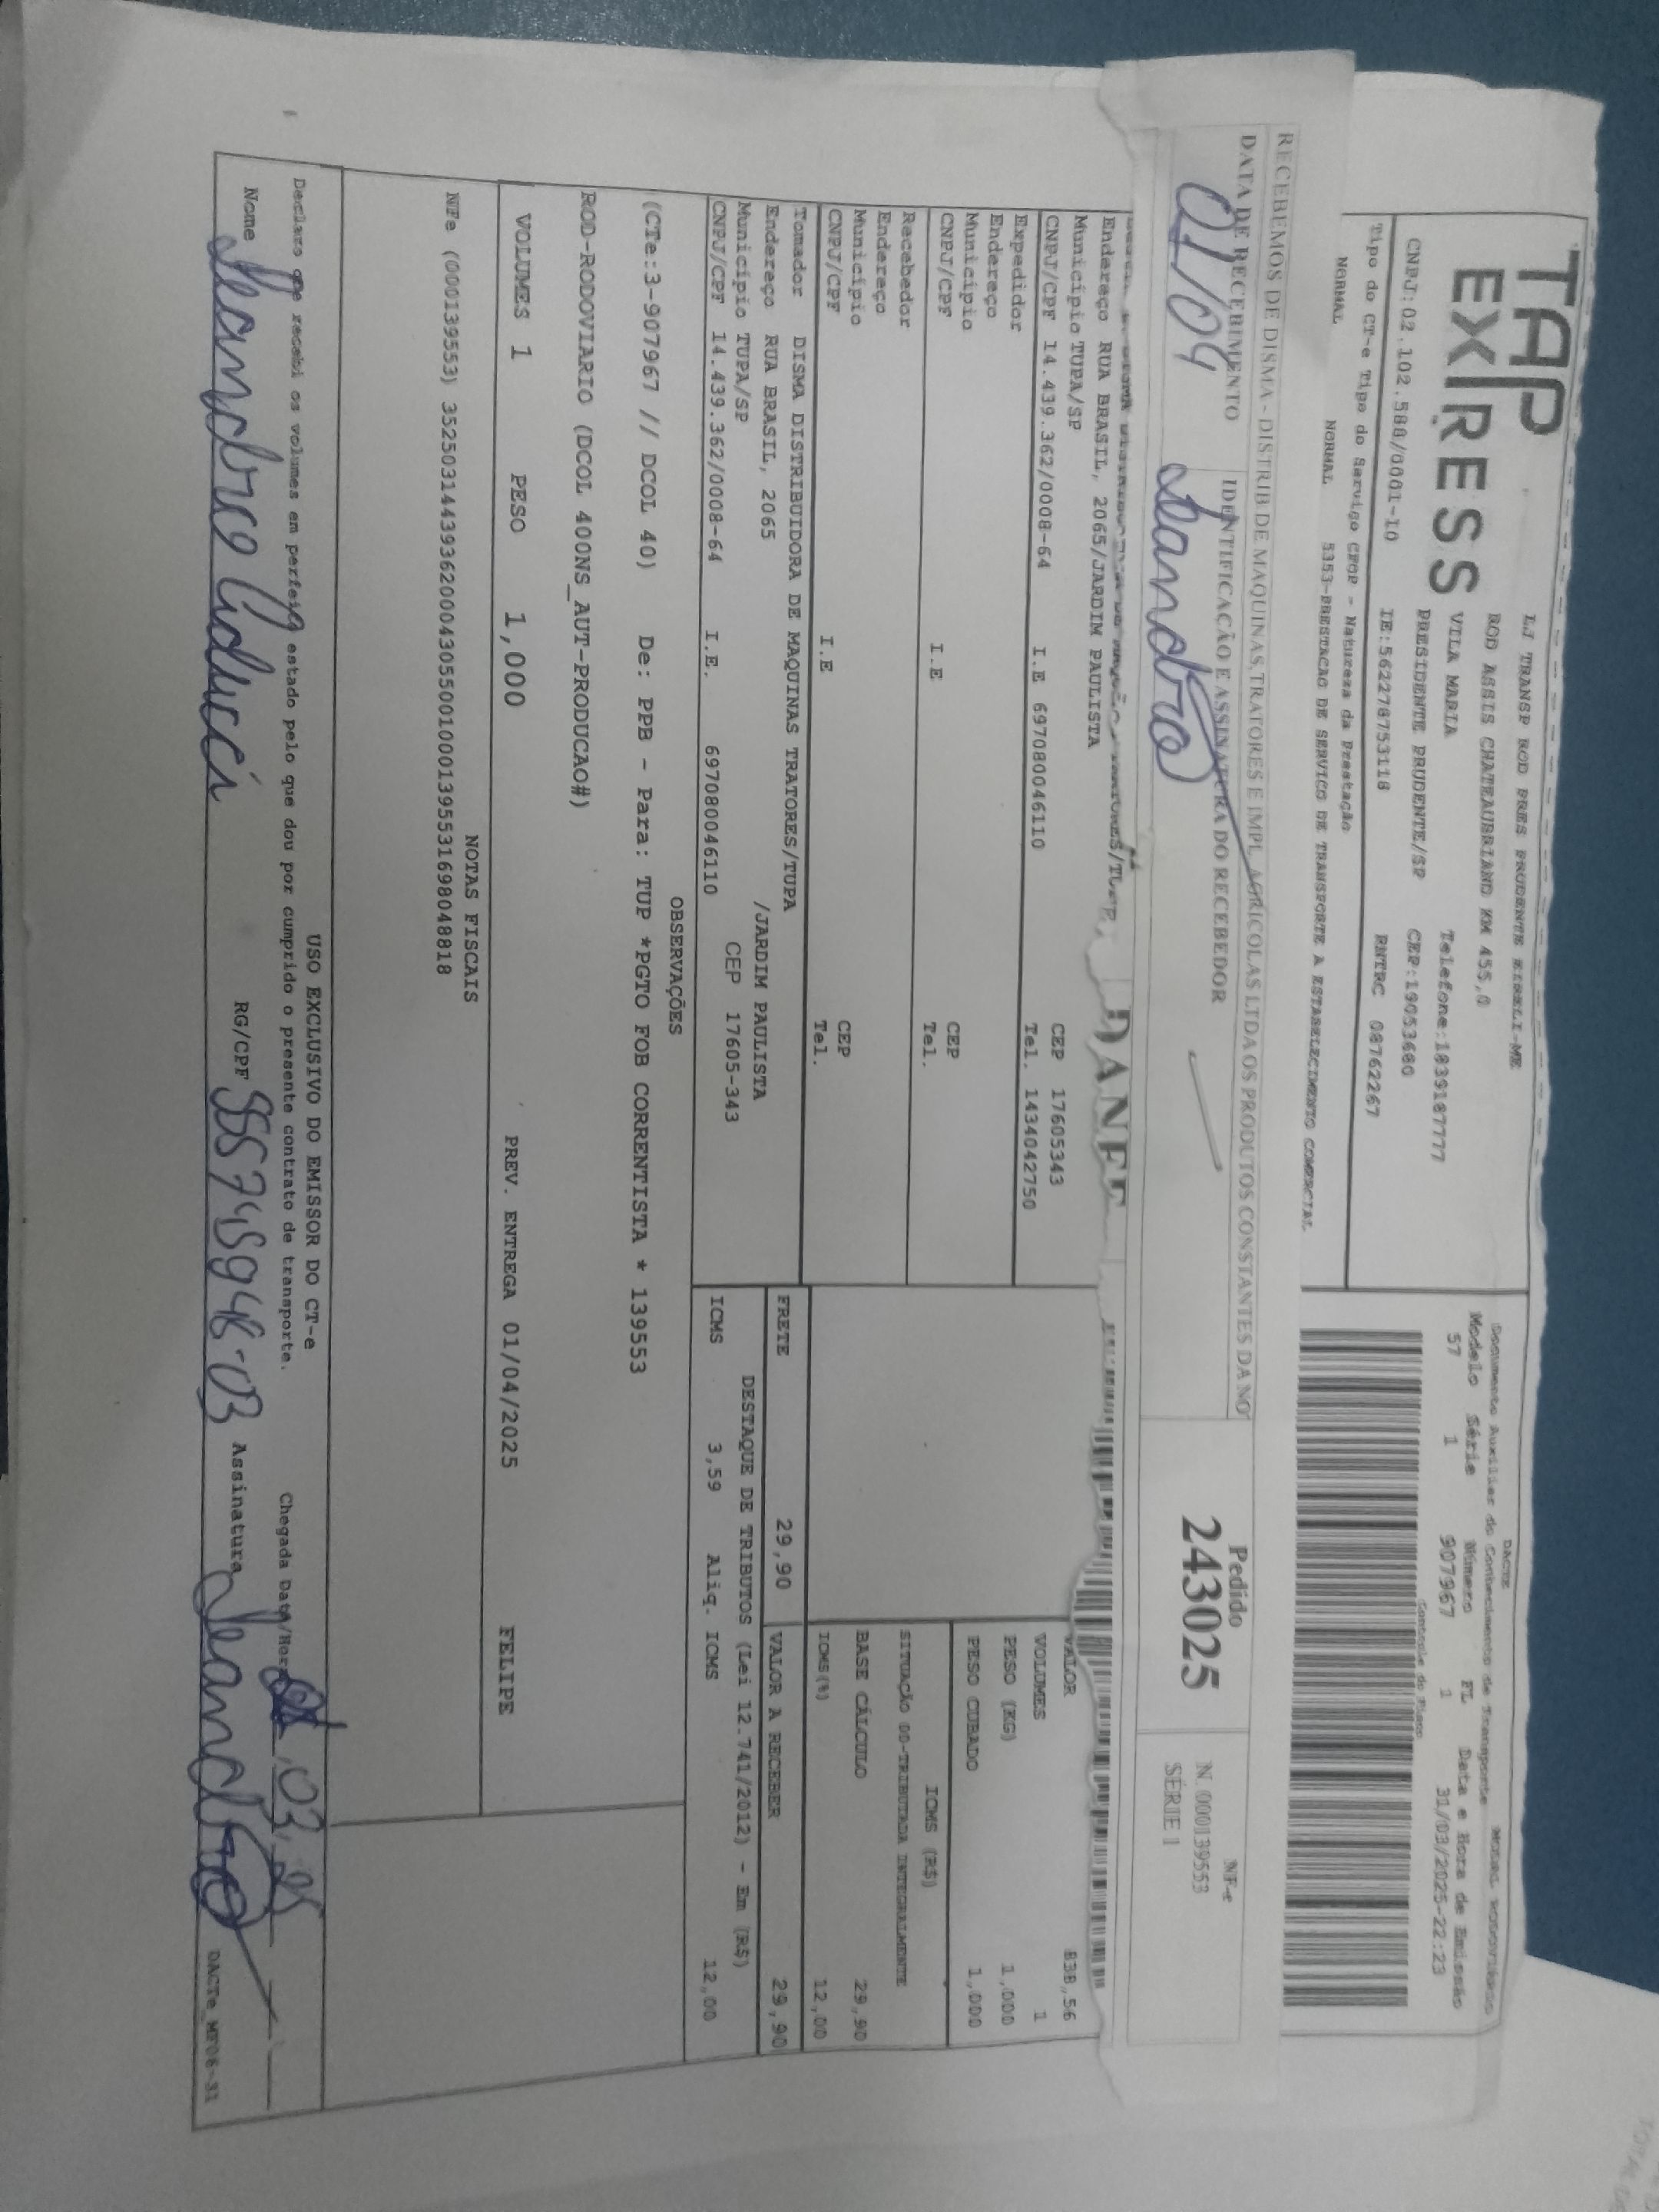 TAP
EXPRESS
LJ TRANSP ROD PRES PRUDENTE EIRELI-ME
ROD ASSIS CHATEAUBRIAND KM 455,0
VILA MARIA
Telefone:1839187777
PRESIDENTE PRUDENTE/SP
CEP:19053680
CNPJ:02.102.588/0001-10
IE:562278753118
RNTRC 08762267
Tipo do CT-e Tipo do Serviço CFOP - Natureza da Prestação
NORMAL NORMAL 5353-PRESTACAO DE SERVICO DE TRANSPORTE A ESTABELECIMENTO COMERCIAL
DACTE
Documento Auxiliar do Conhecimento de Transporte
MODAL RODOVIÁRIO
Modelo Série Número FL Data e Hora de Emissão
57 1 907967 1 31/03/2025-22:23
Controle do Fisco
RECEBEMOS DE DISMA - DISTRIB DE MAQUINAS, TRATORES E IMPL AGRICOLAS LTDA OS PRODUTOS CONSTANTES DA NO
DATA DE RECEBIMENTO
IDENTIFICAÇÃO E ASSINATURA DO RECEBEDOR
01/04
Leandro
Pedido
243025
NF-e
N. 000139553
SÉRIE 1
DANFE
Endereço RUA BRASIL, 2065/JARDIM PAULISTA
Município TUPA/SP CEP 17605343
CNPJ/CPF 14.439.362/0008-64 I.E 697080046110 Tel. 1434042750
Expedidor
Endereço
Município CEP
CNPJ/CPF I.E Tel.
Recebedor
Endereço
Município CEP
CNPJ/CPF I.E Tel.
Tomador DISMA DISTRIBUIDORA DE MAQUINAS TRATORES/TUPA
Endereço RUA BRASIL, 2065 /JARDIM PAULISTA
Município TUPA/SP CEP 17605-343
CNPJ/CPF 14.439.362/0008-64 I.E. 697080046110
VALOR 838,56
VOLUMES 1
PESO (KG) 1,000
PESO CUBADO 1,000
ICMS (R$)
SITUAÇÃO 00-TRIBUTADA INTEGRALMENTE
BASE CÁLCULO 29,90
ICMS(%) 12,00
FRETE 29,90 VALOR A RECEBER 29,90
DESTAQUE DE TRIBUTOS (Lei 12.741/2012) - Em (R$)
ICMS 3,59 Aliq. ICMS 12,00
OBSERVAÇÕES
(CTe:3-907967 // DCOL 40) De: PPB - Para: TUP *PGTO FOB CORRENTISTA * 139553
ROD-RODOVIARIO (DCOL 400NS_AUT-PRODUCAO#)
VOLUMES 1 PESO 1,000 PREV. ENTREGA 01/04/2025 FELIPE
NOTAS FISCAIS
NFe (000139553) 35250314439362000430550010001395531698048818
USO EXCLUSIVO DO EMISSOR DO CT-e
Declaro que recebi os volumes em perfeito estado pelo que dou por cumprido o presente contrato de transporte.
Chegada Data/Hora 03, 25
Nome Leandro
RG/CPF
Assinatura Leandro
DACTe_MF06-31